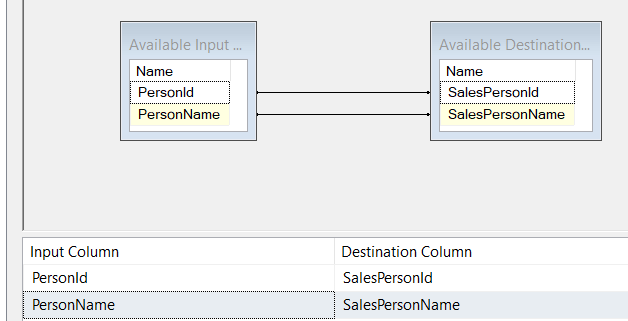 Available Input ...
Available Destination...
Name
Name
PersonId
SalesPersonId
PersonName
SalesPersonName
Input Column
Destination Column
PersonId
SalesPersonId
PersonName
SalesPersonName